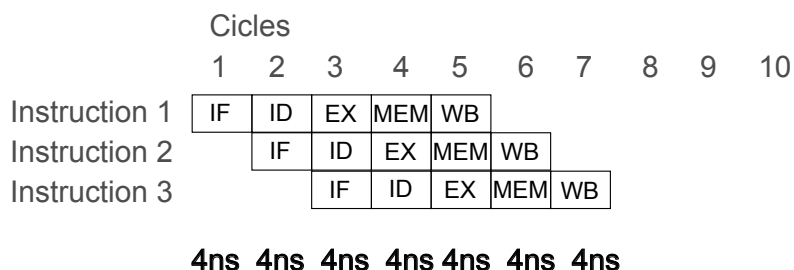 Cicles
1 2 3 4 5 6 7 8 9 10
Instruction 1 IF ID EX MEM WB
Instruction 2 IF ID EX MEM WB
Instruction 3 IF ID EX MEM WB
4ns 4ns 4ns 4ns 4ns 4ns 4ns